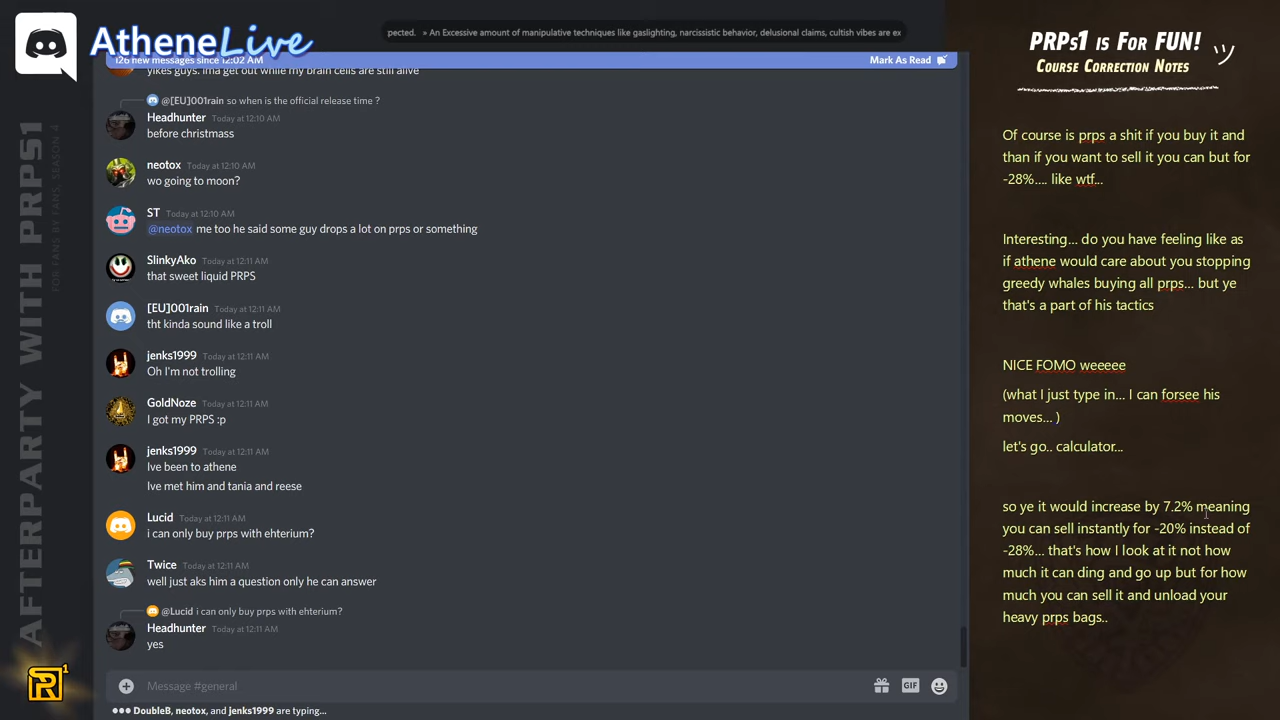 AtheneLive
pected. » An Excessive amount of manipulative techniques like gaslighting, narcissistic behavior, delusional claims, cultish vibes are ex
126 new messages since 12:02 AM
Mark As Read
yikes guys. ima get out while my brain cells are still alive
@[EU]001rain so when is the official release time ?
Headhunter Today at 12:10 AM
before christmass
neotox Today at 12:10 AM
wo going to moon?
ST Today at 12:10 AM
@neotox me too he said some guy drops a lot on prps or something
SlinkyAko Today at 12:11 AM
that sweet liquid PRPS
[EU]001rain Today at 12:11 AM
tht kinda sound like a troll
jenks1999 Today at 12:11 AM
Oh I'm not trolling
GoldNoze Today at 12:11 AM
I got my PRPS :p
jenks1999 Today at 12:11 AM
Ive been to athene
Ive met him and tania and reese
Lucid Today at 12:11 AM
i can only buy prps with ehterium?
Twice Today at 12:11 AM
well just aks him a question only he can answer
@Lucid i can only buy prps with ehterium?
Headhunter Today at 12:11 AM
yes
Message #general
GIF
DoubleB, neotox, and jenks1999 are typing...
AFTERPARTY WITH PRPS1
FOR FANS BY FANS, SEASON 4
R1
PRPs1 is For FUN!
Course Correction Notes
ツ
Of course is prps a shit if you buy it and
than if you want to sell it you can but for
-28%.... like wtf...
Interesting... do you have feeling like as
if athene would care about you stopping
greedy whales buying all prps... but ye
that's a part of his tactics
NICE FOMO weeeee
(what I just type in... I can forsee his
moves... )
let's go.. calculator...
so ye it would increase by 7.2% meaning
you can sell instantly for -20% instead of
-28%... that's how I look at it not how
much it can ding and go up but for how
much you can sell it and unload your
heavy prps bags..